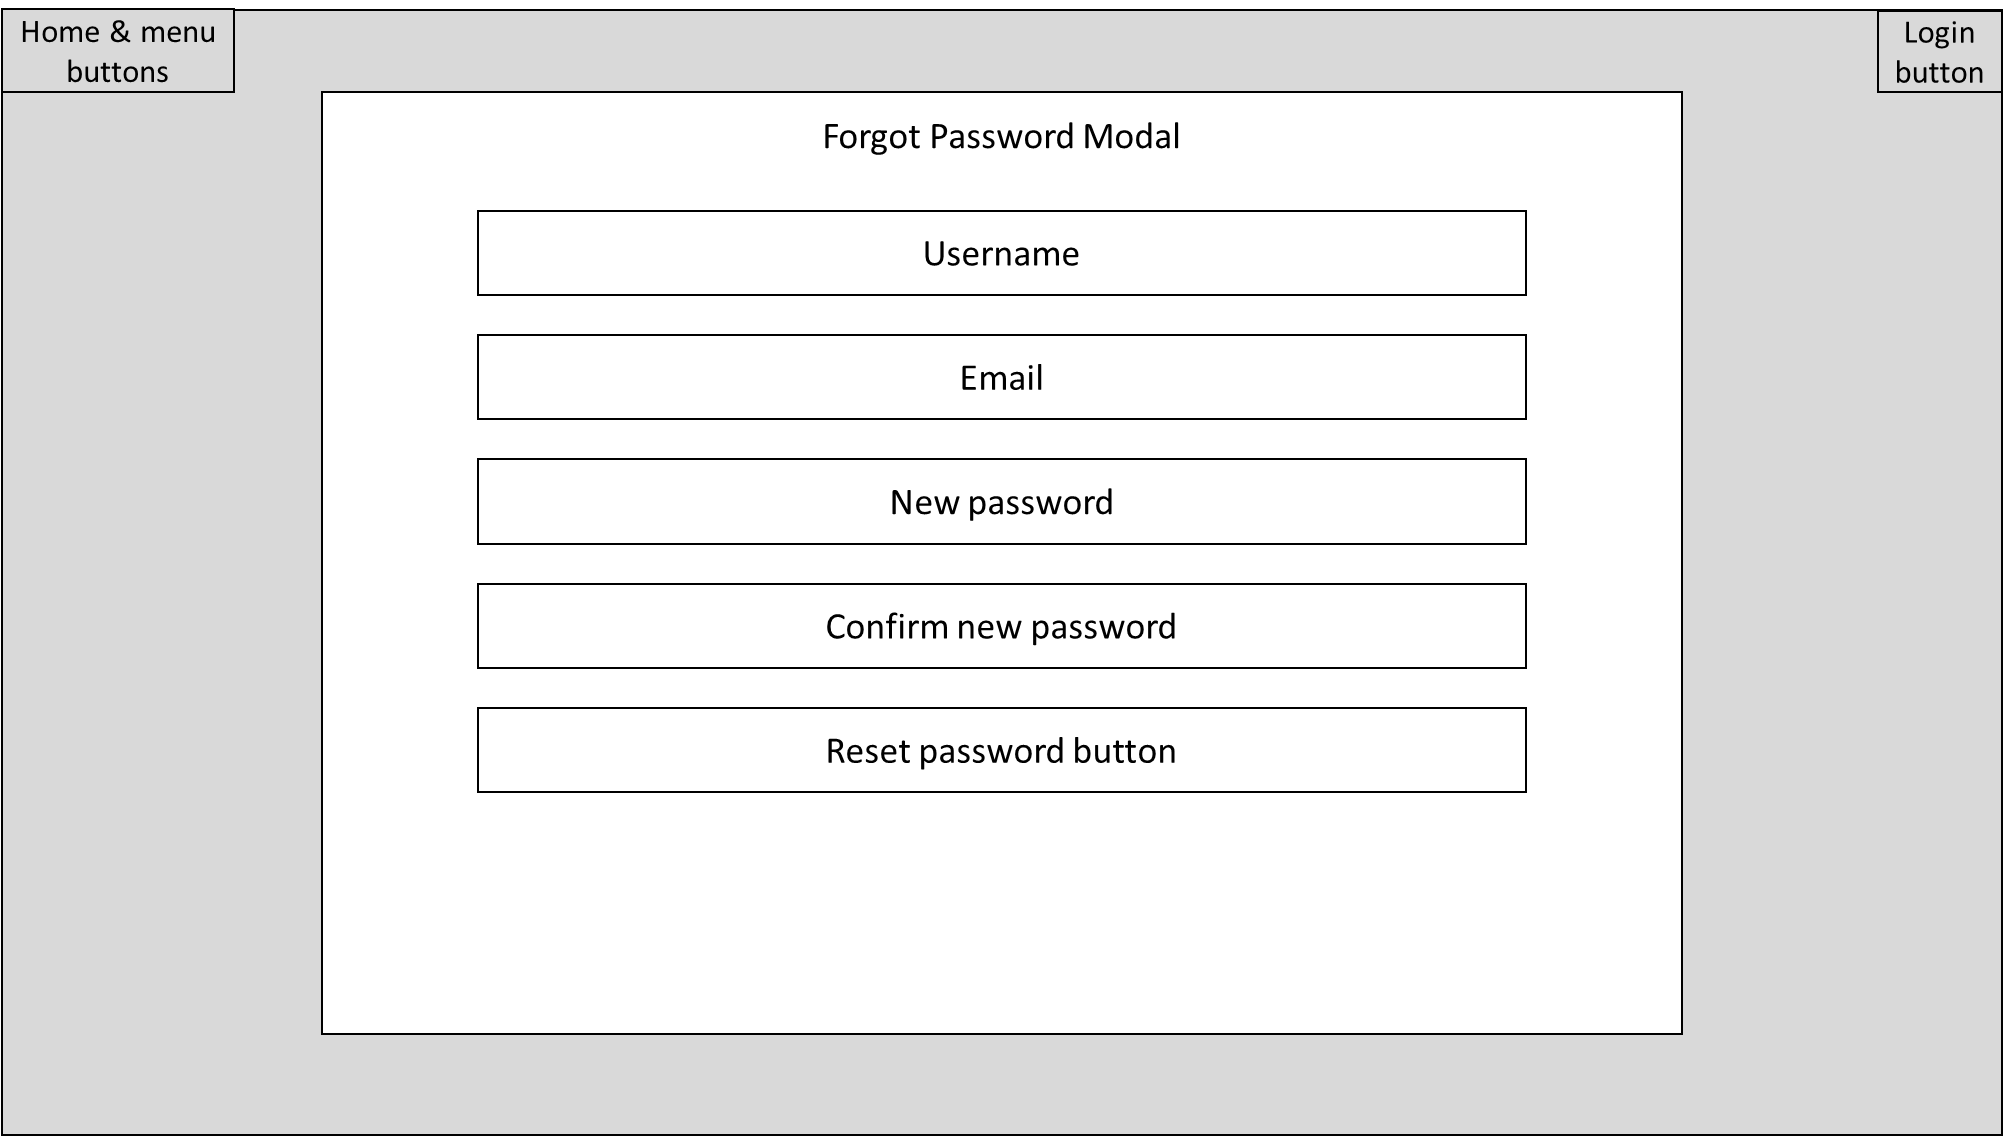 Home & menu
buttons
Login
button
Forgot Password Modal
Username
Email
New password
Confirm new password
Reset password button